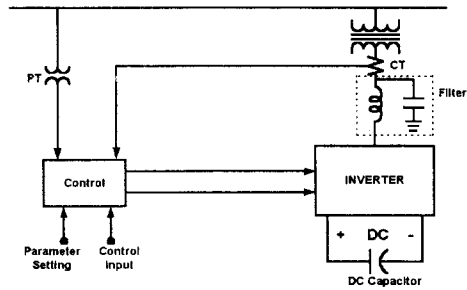 PT
CT
Filter
Control
INVERTER
+ DC -
Parameter Setting
Control Input
DC Capacitor